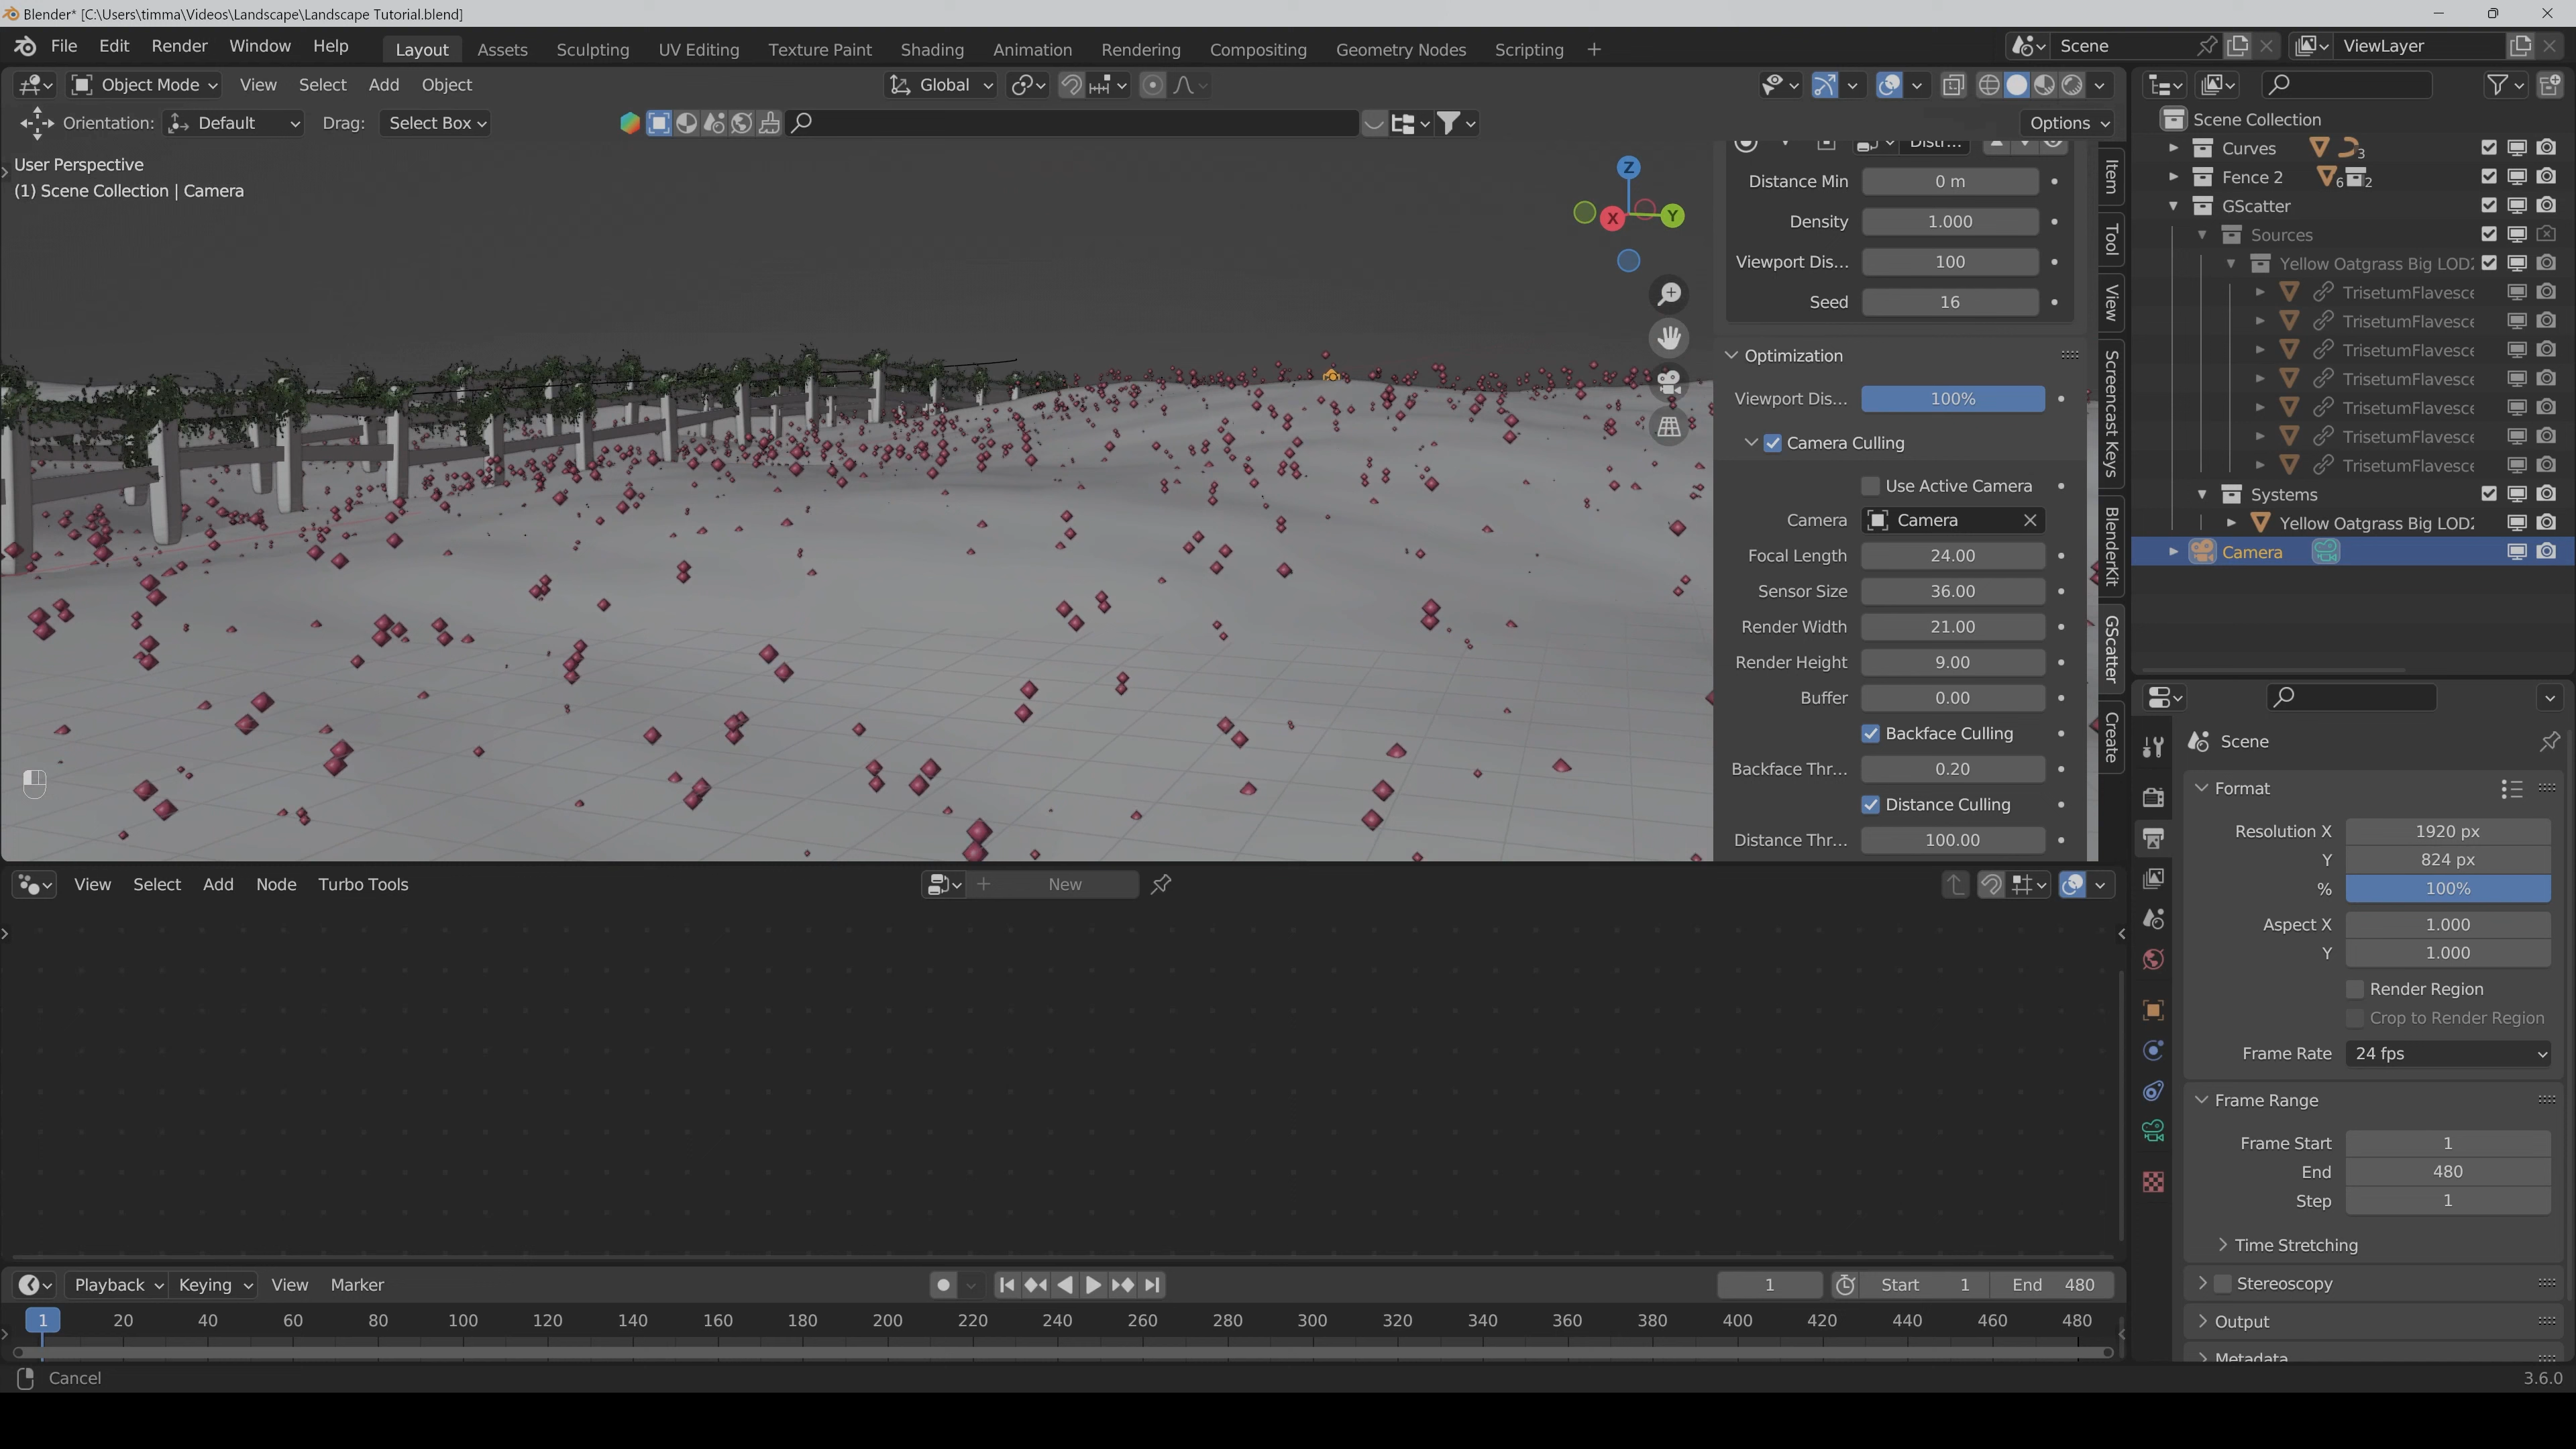 Blender* [C:\Users\timma\Videos\Landscape\Landscape Tutorial.blend]
File Edit Render Window Help Layout Assets Sculpting UV Editing Texture Paint Shading Animation Rendering Compositing Geometry Nodes Scripting + Scene ViewLayer
Object Mode View Select Add Object Global
Orientation: Default Drag: Select Box Options
User Perspective
(1) Scene Collection | Camera
Z
X
Y
Distr...
Distance Min 0 m
Density 1.000
Viewport Dis... 100
Seed 16
Optimization
Viewport Dis... 100%
Camera Culling
Use Active Camera
Camera Camera
Focal Length 24.00
Sensor Size 36.00
Render Width 21.00
Render Height 9.00
Buffer 0.00
Backface Culling
Backface Thr... 0.20
Distance Culling
Distance Thr... 100.00
Item
Tool
View
Screencast Keys
BlenderKit
GScatter
Create
Scene Collection
Curves 3
Fence 2 6 2
GScatter
Sources
Yellow Oatgrass Big LOD
TrisetumFlavesce
TrisetumFlavesce
TrisetumFlavesce
TrisetumFlavesce
TrisetumFlavesce
TrisetumFlavesce
TrisetumFlavesce
Systems
Yellow Oatgrass Big LOD
Camera
Scene
Format
Resolution X 1920 px
Y 824 px
% 100%
Aspect X 1.000
Y 1.000
Render Region
Crop to Render Region
Frame Rate 24 fps
Frame Range
Frame Start 1
End 480
Step 1
Time Stretching
Stereoscopy
Output
Metadata
View Select Add Node Turbo Tools New
Playback Keying View Marker 1 Start 1 End 480
1 20 40 60 80 100 120 140 160 180 200 220 240 260 280 300 320 340 360 380 400 420 440 460 480
Cancel 3.6.0